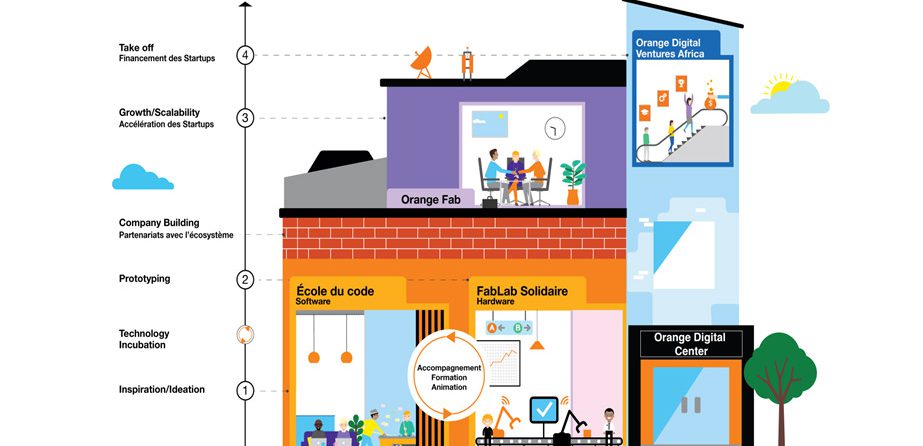 Take off
Financement des Startups
4
Growth/Scalability
Accélération des Startups
3
Company Building
Partenariats avec l'écosystème
Prototyping
2
Technology
Incubation
Inspiration/Ideation
1
Orange Digital
Ventures Africa
Orange Fab
École du code
Software
FabLab Solidaire
Hardware
A
B
Accompagnement
Formation
Animation
Orange Digital
Center